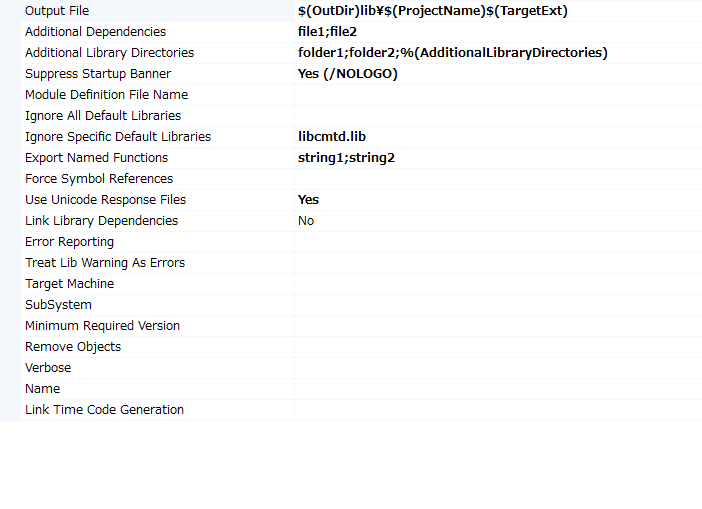 Output File $(OutDir)lib¥$(ProjectName)$(TargetExt)
Additional Dependencies file1;file2
Additional Library Directories folder1;folder2;%(AdditionalLibraryDirectories)
Suppress Startup Banner Yes (/NOLOGO)
Module Definition File Name
Ignore All Default Libraries
Ignore Specific Default Libraries libcmtd.lib
Export Named Functions string1;string2
Force Symbol References
Use Unicode Response Files Yes
Link Library Dependencies No
Error Reporting
Treat Lib Warning As Errors
Target Machine
SubSystem
Minimum Required Version
Remove Objects
Verbose
Name
Link Time Code Generation